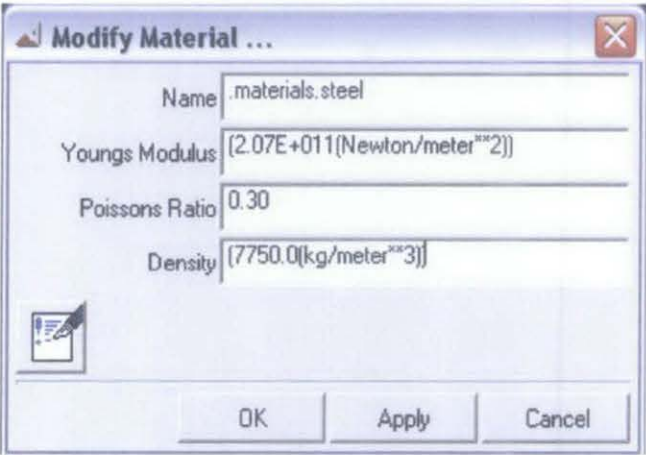 Modify Material ...
Name .materials.steel
Youngs Modulus (2.07E+011(Newton/meter**2))
Poissons Ratio 0.30
Density (7750.0(kg/meter**3))
OK Apply Cancel